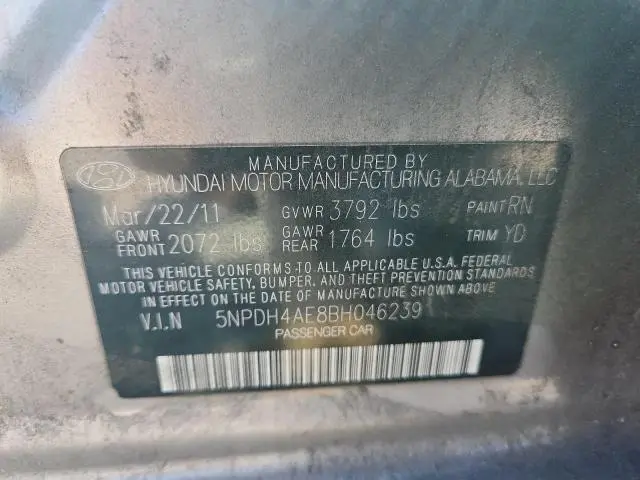 MANUFACTURED BY
HYUNDAI MOTOR MANUFACTURING ALABAMA, LLC
Mar/22/11 GVWR 3792 lbs PAINT RN
GAWR FRONT 2072 lbs GAWR REAR 1764 lbs TRIM YD
THIS VEHICLE CONFORMS TO ALL APPLICABLE U.S.A. FEDERAL
MOTOR VEHICLE SAFETY, BUMPER, AND THEFT PREVENTION STANDARDS
IN EFFECT ON THE DATE OF MANUFACTURE SHOWN ABOVE
V.I.N 5NPDH4AE8BH046239
PASSENGER CAR